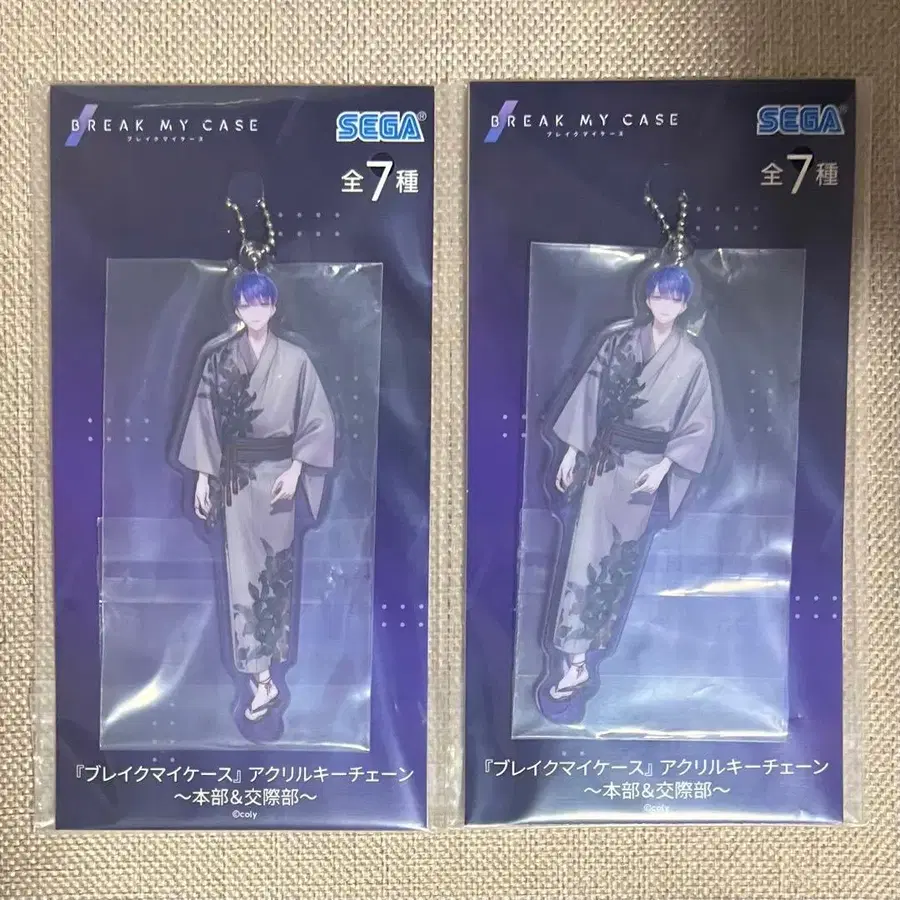 BREAK MY CASE
ブレイクマイケース
SEGA®
全7種
『ブレイクマイケース』アクリルキーチェーン
～本部&交際部～
©coly
BREAK MY CASE
ブレイクマイケース
SEGA®
全7種
『ブレイクマイケース』アクリルキーチェーン
～本部&交際部～
©coly